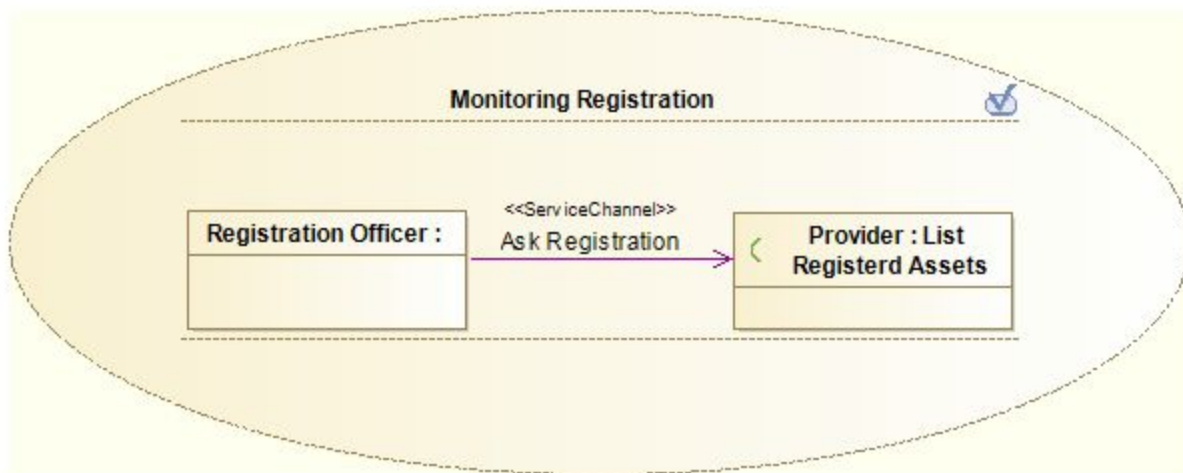 Monitoring Registration
<<ServiceChannel>>
Registration Officer :
Ask Registration
Provider : List
Registerd Assets